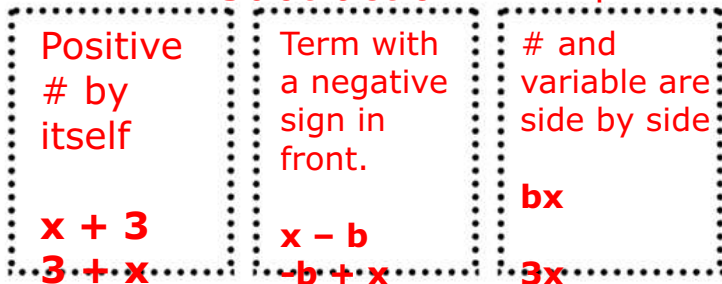 Positive
# by
itself
x + 3
3 + x
Term with
a negative
sign in
front.
x – b
-b + x
# and
variable are
side by side
bx
3x